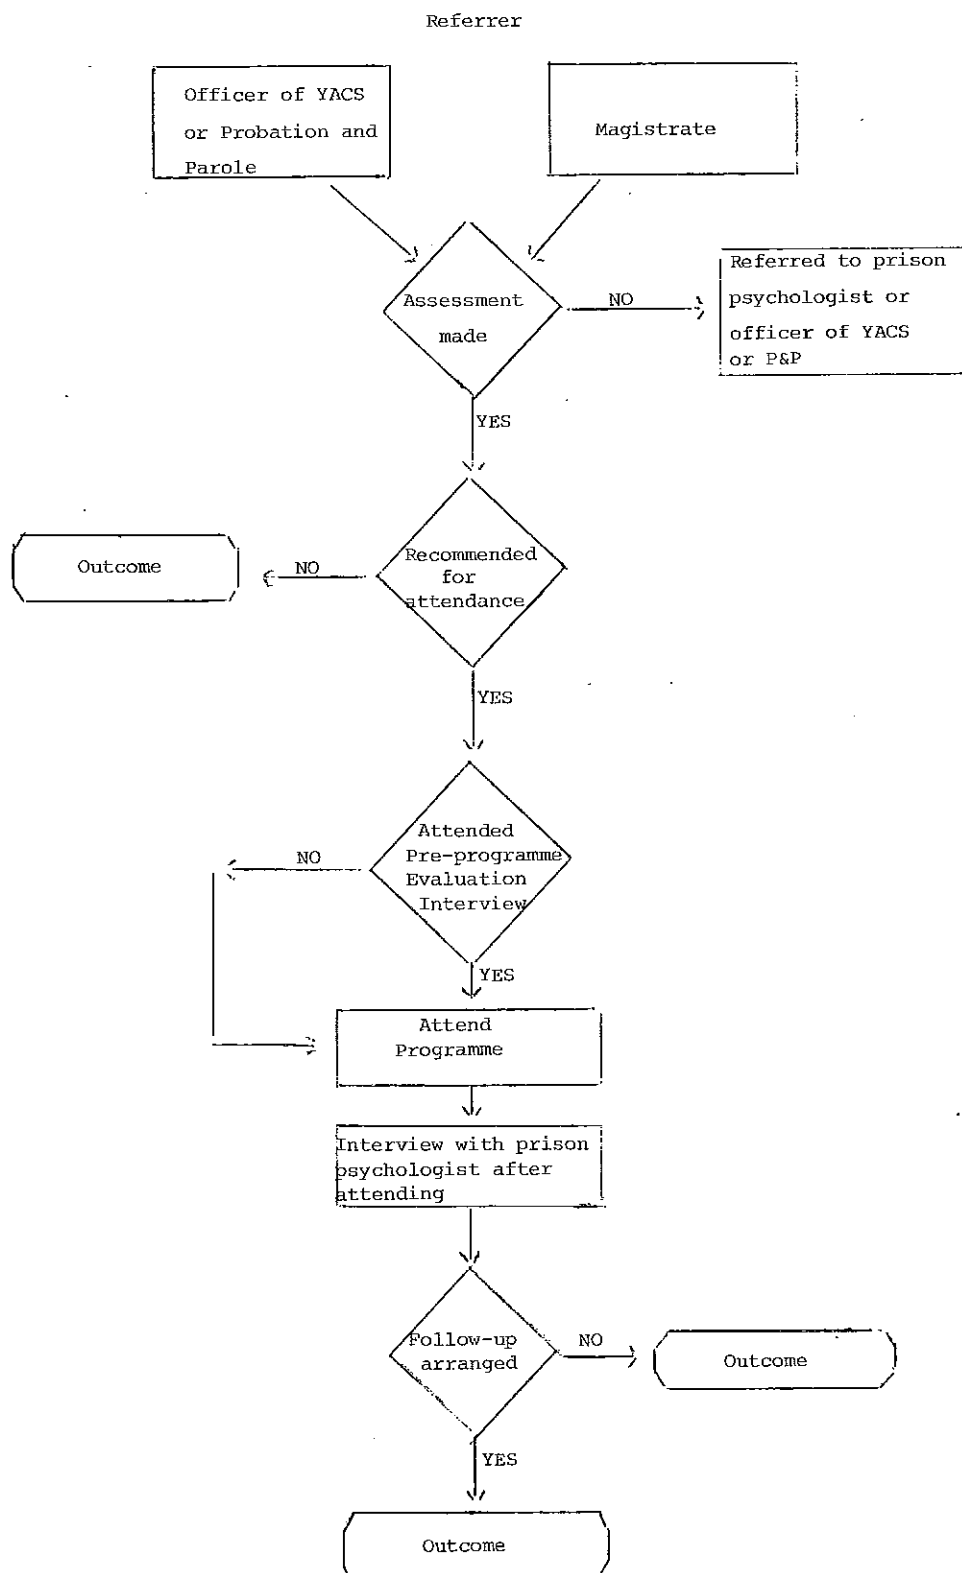 Referrer
Officer of YACS
or Probation and
Parole
Magistrate
Assessment
made
NO
Referred to prison
psychologist or
officer of YACS
or P&P
YES
Recommended
for
attendance
NO
Outcome
YES
Attended
Pre-programme
Evaluation
Interview
NO
YES
Attend
Programme
Interview with prison
psychologist after
attending
Follow-up
arranged
NO
Outcome
YES
Outcome